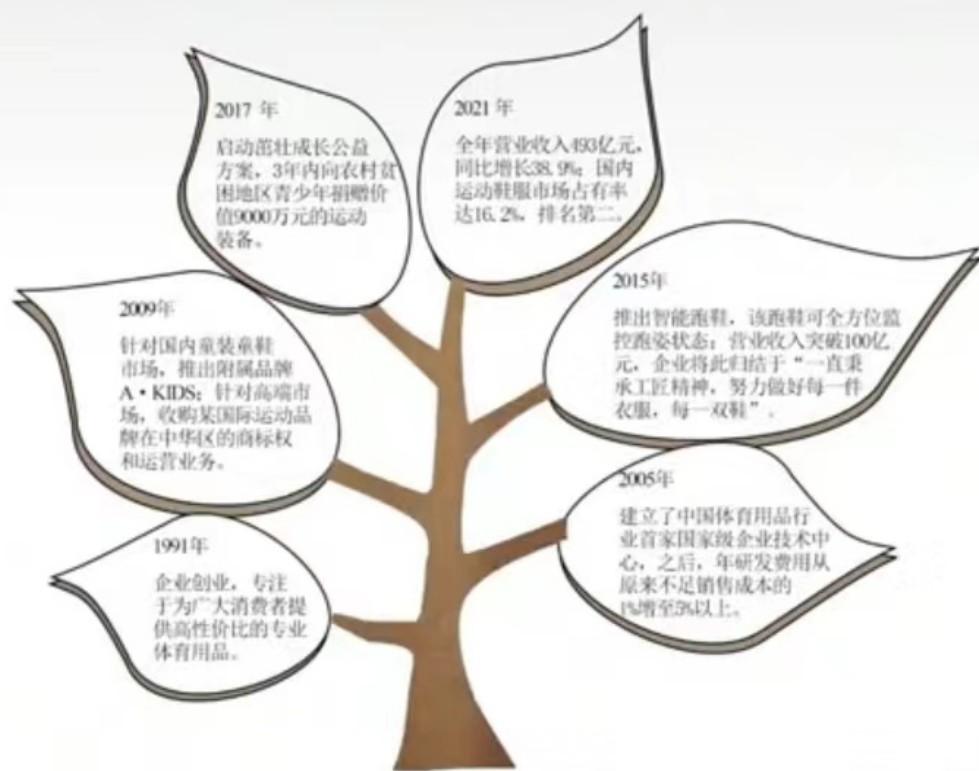 2017 年
启动茁壮成长公益
方案，3年内向农村贫
困地区青少年捐赠价
值9000万元的运动
装备。
2021 年
全年营业收入493亿元，
同比增长38.9%；国内
运动鞋服市场占有率
达16.2%，排名第二。
2009年
针对国内童装童鞋
市场，推出附属品牌
A·KIDS；针对高端市
场，收购某国际运动品
牌在中华区的商标权
和运营业务。
2015年
推出智能跑鞋，该跑鞋可全方位监
控跑姿状态；营业收入突破100亿
元，企业将此归结于“一直秉
承工匠精神，努力做好每一件
衣服，每一双鞋”。
1991年
企业创业，专注
于为广大消费者提
供高性价比的专业
体育用品。
2005年
建立了中国体育用品行
业首家国家级企业技术中
心，之后，年研发费用从
原来不足销售成本的
1%增至5%以上。